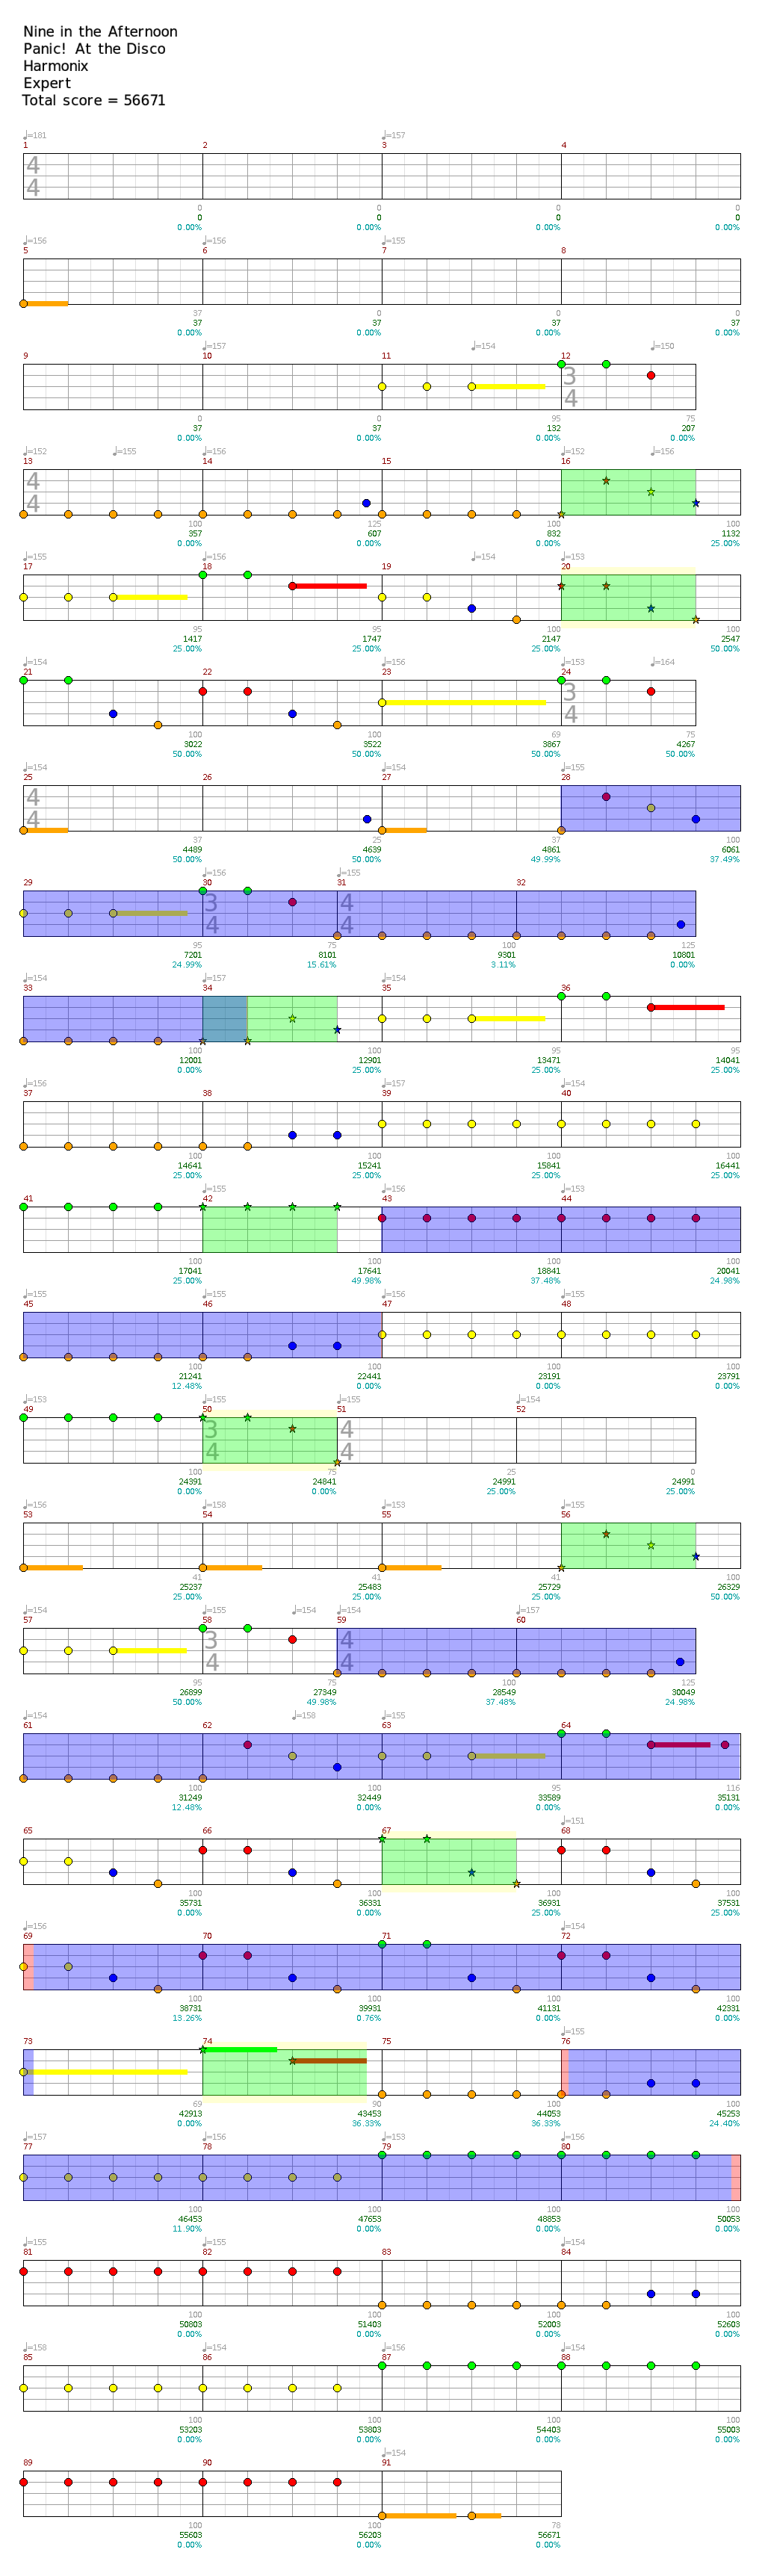 Nine in the Afternoon
Panic! At the Disco
Harmonix
Expert
Total score = 56671
♩=181 ♩=157
1 2 3 4
4
4
0 0 0 0
0 0 0 0
0.00% 0.00% 0.00% 0.00%
♩=156 ♩=156 ♩=155
5 6 7 8
37 0 0 0
37 37 37 37
0.00% 0.00% 0.00% 0.00%
♩=157 ♩=154 ♩=150
9 10 11 12
3
4
0 0 95 75
37 37 132 207
0.00% 0.00% 0.00% 0.00%
♩=152 ♩=155 ♩=156 ♩=152 ♩=156
13 14 15 16
4
4
100 125 100 100
357 607 832 1132
0.00% 0.00% 0.00% 25.00%
♩=155 ♩=156 ♩=154 ♩=153
17 18 19 20
95 95 100 100
1417 1747 2147 2547
25.00% 25.00% 25.00% 50.00%
♩=154 ♩=156 ♩=153 ♩=164
21 22 23 24
3
4
100 100 69 75
3022 3522 3867 4267
50.00% 50.00% 50.00% 50.00%
♩=154 ♩=155
25 26 27 28
4
4
37 25 37 100
4489 4639 4861 6061
50.00% 50.00% 49.99% 37.49%
♩=156 ♩=155
29 30 31 32
3 4
4 4
95 75 100 125
7201 8101 9301 10801
24.99% 15.61% 3.11% 0.00%
♩=154 ♩=157 ♩=154
33 34 35 36
100 100 95 95
12001 12901 13471 14041
0.00% 25.00% 25.00% 25.00%
♩=156 ♩=157 ♩=154
37 38 39 40
100 100 100 100
14641 15241 15841 16441
25.00% 25.00% 25.00% 25.00%
♩=155 ♩=156 ♩=153
41 42 43 44
100 100 100 100
17041 17641 18841 20041
25.00% 49.98% 37.48% 24.98%
♩=155 ♩=155 ♩=156
45 46 47 48
100 100 100 100
21241 22441 23191 23791
12.48% 0.00% 0.00% 0.00%
♩=153 ♩=155 ♩=155 ♩=154
49 50 51 52
3 4
4 4
100 75 25 0
24391 24841 24991 24991
0.00% 0.00% 25.00% 25.00%
♩=156 ♩=158 ♩=153 ♩=155
53 54 55 56
41 41 41 100
25237 25483 25729 26329
25.00% 25.00% 25.00% 50.00%
♩=154 ♩=155 ♩=154 ♩=154 ♩=157
57 58 59 60
3 4
4 4
95 75 100 125
26899 27349 28549 30049
50.00% 49.98% 37.48% 24.98%
♩=154 ♩=158 ♩=155
61 62 63 64
100 100 95 116
31249 32449 33589 35131
12.48% 0.00% 0.00% 0.00%
♩=151
65 66 67 68
100 100 100 100
35731 36331 36931 37531
0.00% 0.00% 25.00% 25.00%
♩=156 ♩=154
69 70 71 72
100 100 100 100
38731 39931 41131 42331
13.26% 0.76% 0.00% 0.00%
♩=155
73 74 75 76
69 90 100 100
42913 43453 44053 45253
0.00% 36.33% 36.33% 24.40%
♩=157 ♩=156 ♩=153 ♩=156
77 78 79 80
100 100 100 100
46453 47653 48853 50053
11.90% 0.00% 0.00% 0.00%
♩=155 ♩=155
81 82 83 84
100 100 100 100
50803 51403 52003 52603
0.00% 0.00% 0.00% 0.00%
♩=158 ♩=154 ♩=156 ♩=154
85 86 87 88
100 100 100 100
53203 53803 54403 55003
0.00% 0.00% 0.00% 0.00%
♩=154
89 90 91
100 100 78
55603 56203 56671
0.00% 0.00% 0.00%